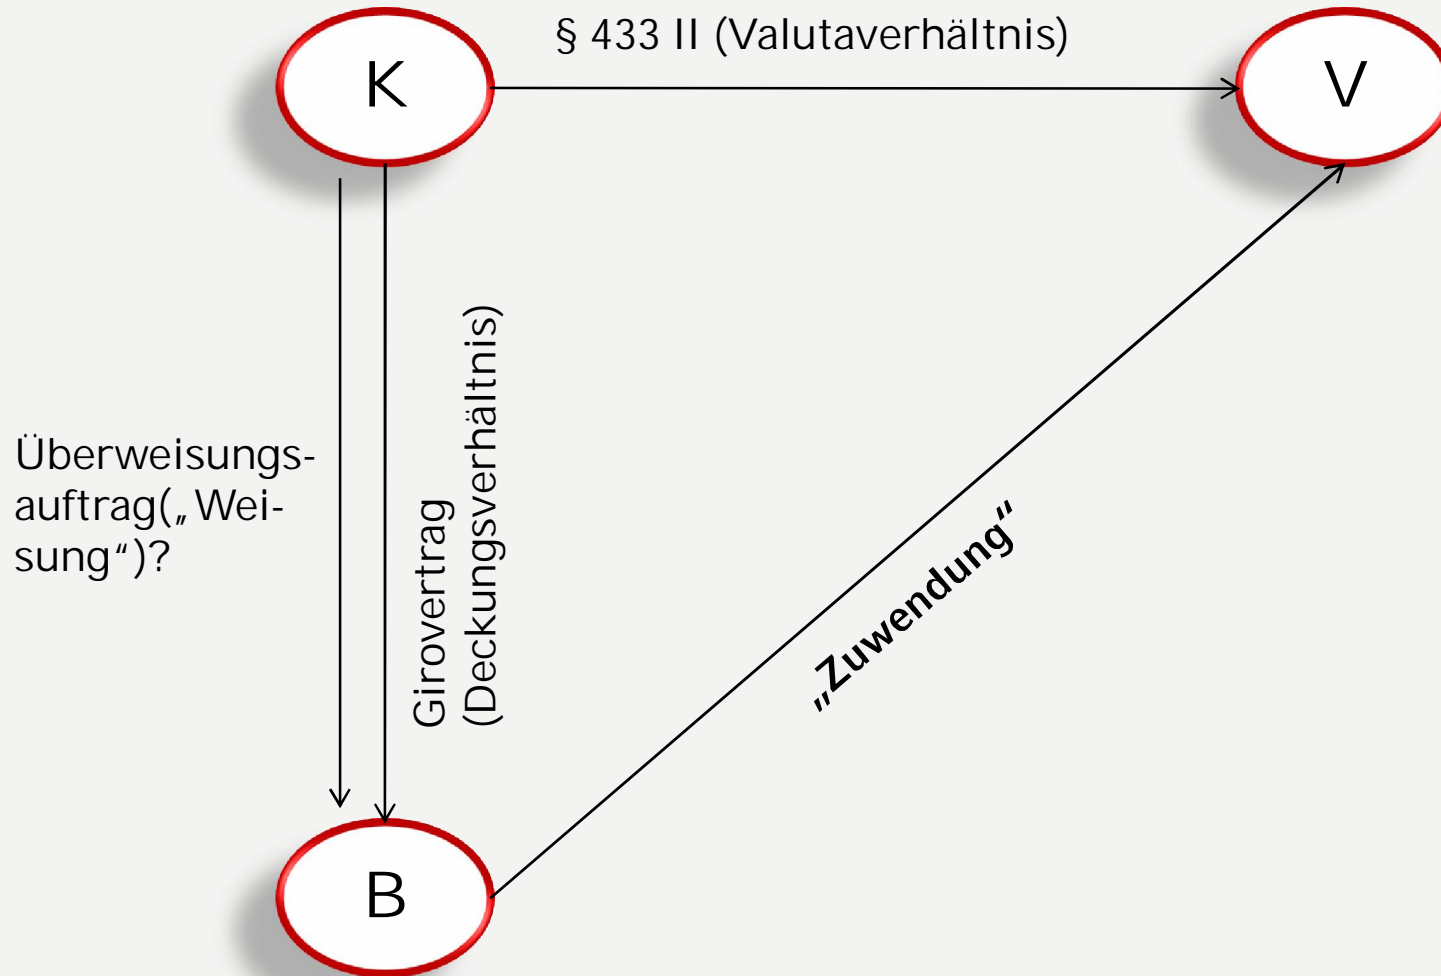 § 433 II (Valutaverhältnis)
K
V
Überweisungs-
auftrag(„Wei-
sung“)?
Girovertrag
(Deckungsverhältnis)
„Zuwendung“
B